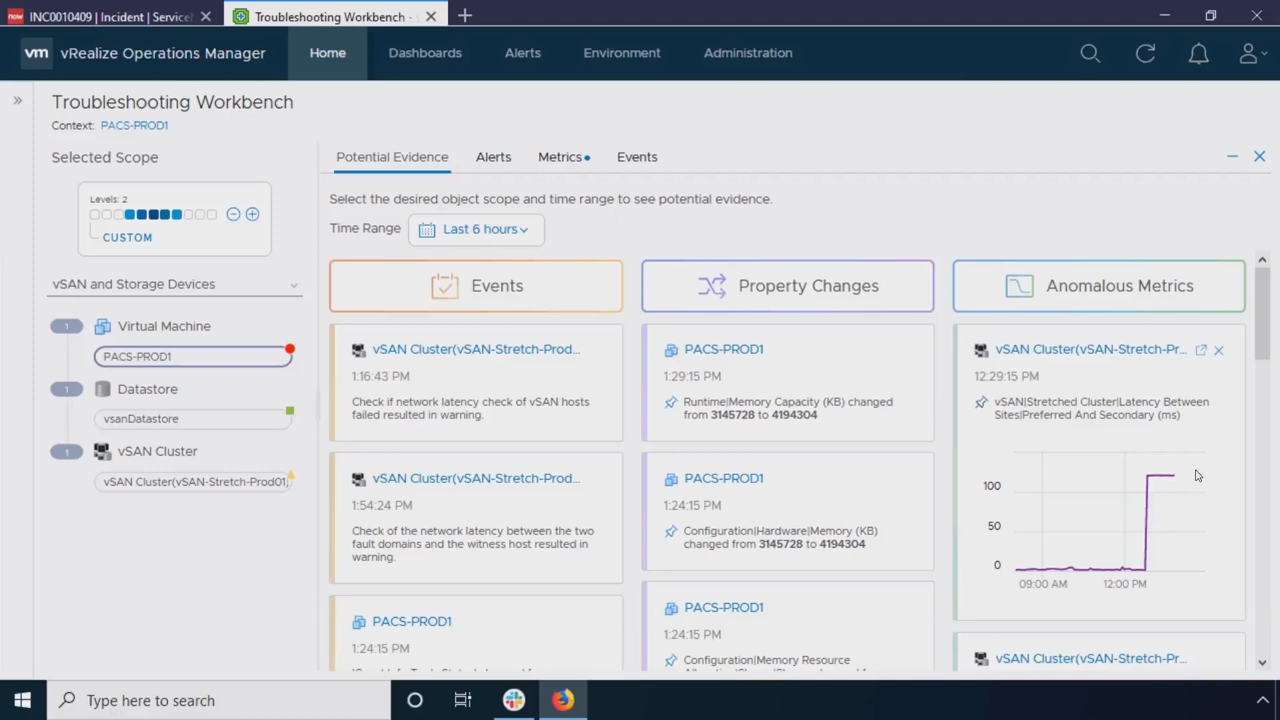 INC0010409 | Incident | Service
Troubleshooting Workbench -
vm vRealize Operations Manager
Home
Dashboards
Alerts
Environment
Administration
Troubleshooting Workbench
Context: PACS-PROD1
Selected Scope
Levels: 2
CUSTOM
vSAN and Storage Devices
1 Virtual Machine
PACS-PROD1
1 Datastore
vsanDatastore
1 vSAN Cluster
vSAN Cluster(vSAN-Stretch-Prod01
Potential Evidence
Alerts
Metrics
Events
Select the desired object scope and time range to see potential evidence.
Time Range
Last 6 hours
Events
vSAN Cluster(vSAN-Stretch-Prod...
1:16:43 PM
Check if network latency check of vSAN hosts
failed resulted in warning.
vSAN Cluster(vSAN-Stretch-Prod...
1:54:24 PM
Check of the network latency between the two
fault domains and the witness host resulted in
warning.
PACS-PROD1
1:24:15 PM
Property Changes
PACS-PROD1
1:29:15 PM
Runtime|Memory Capacity (KB) changed
from 3145728 to 4194304
PACS-PROD1
1:24:15 PM
Configuration|Hardware|Memory (KB)
changed from 3145728 to 4194304
PACS-PROD1
1:24:15 PM
Configuration|Memory Resource
Anomalous Metrics
vSAN Cluster(vSAN-Stretch-Pr...
12:29:15 PM
vSAN|Stretched Cluster|Latency Between
Sites|Preferred And Secondary (ms)
100
50
0
09:00 AM
12:00 PM
vSAN Cluster(vSAN-Stretch-Pr...
Type here to search